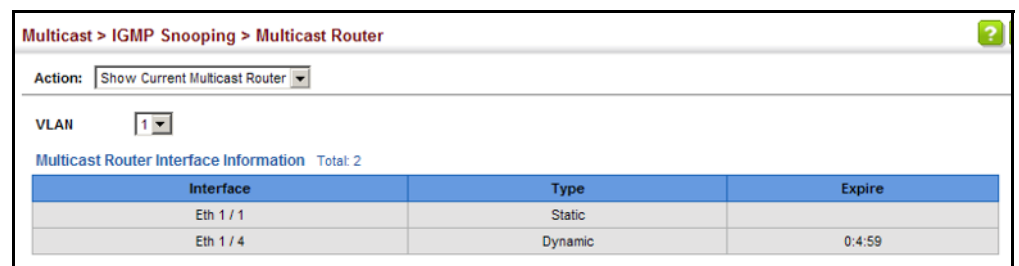 Multicast > IGMP Snooping > Multicast Router ?
Action: Show Current Multicast Router
VLAN 1
Multicast Router Interface Information Total: 2
Interface Type Expire
Eth 1 / 1 Static
Eth 1 / 4 Dynamic 0:4:59